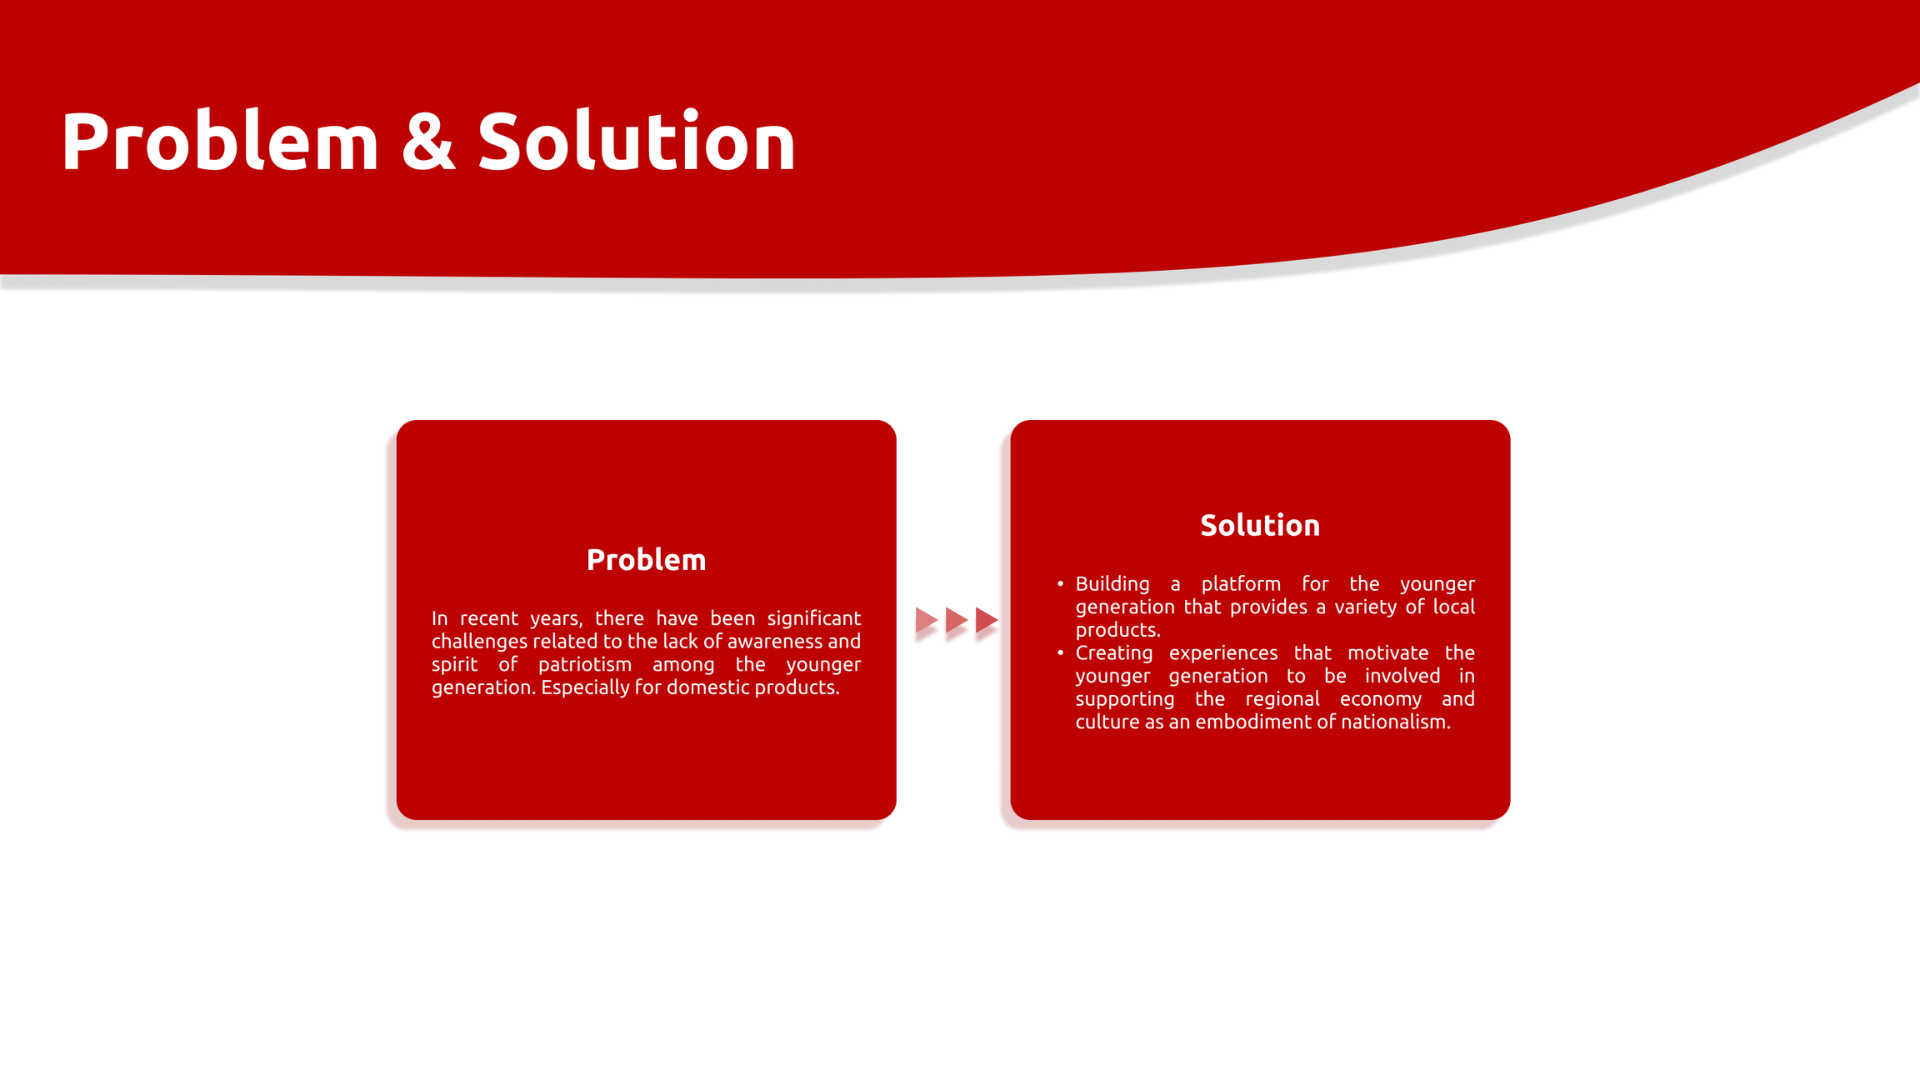 Problem & Solution
Problem
In recent years, there have been significant
challenges related to the lack of awareness and
spirit of patriotism among the younger
generation. Especially for domestic products.
Solution
• Building a platform for the younger
generation that provides a variety of local
products.
• Creating experiences that motivate the
younger generation to be involved in
supporting the regional economy and
culture as an embodiment of nationalism.